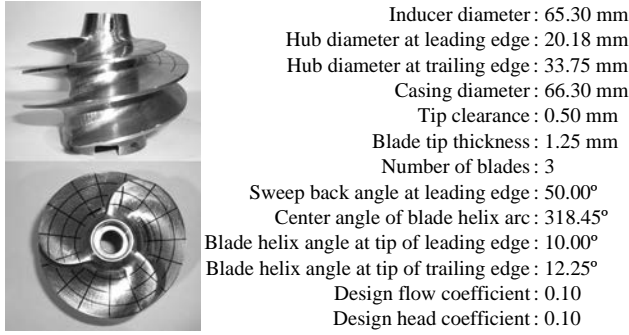 Inducer diameter : 65.30 mm
Hub diameter at leading edge : 20.18 mm
Hub diameter at trailing edge : 33.75 mm
Casing diameter : 66.30 mm
Tip clearance : 0.50 mm
Blade tip thickness : 1.25 mm
Number of blades : 3
Sweep back angle at leading edge : 50.00º
Center angle of blade helix arc : 318.45º
Blade helix angle at tip of leading edge : 10.00º
Blade helix angle at tip of trailing edge : 12.25º
Design flow coefficient : 0.10
Design head coefficient : 0.10